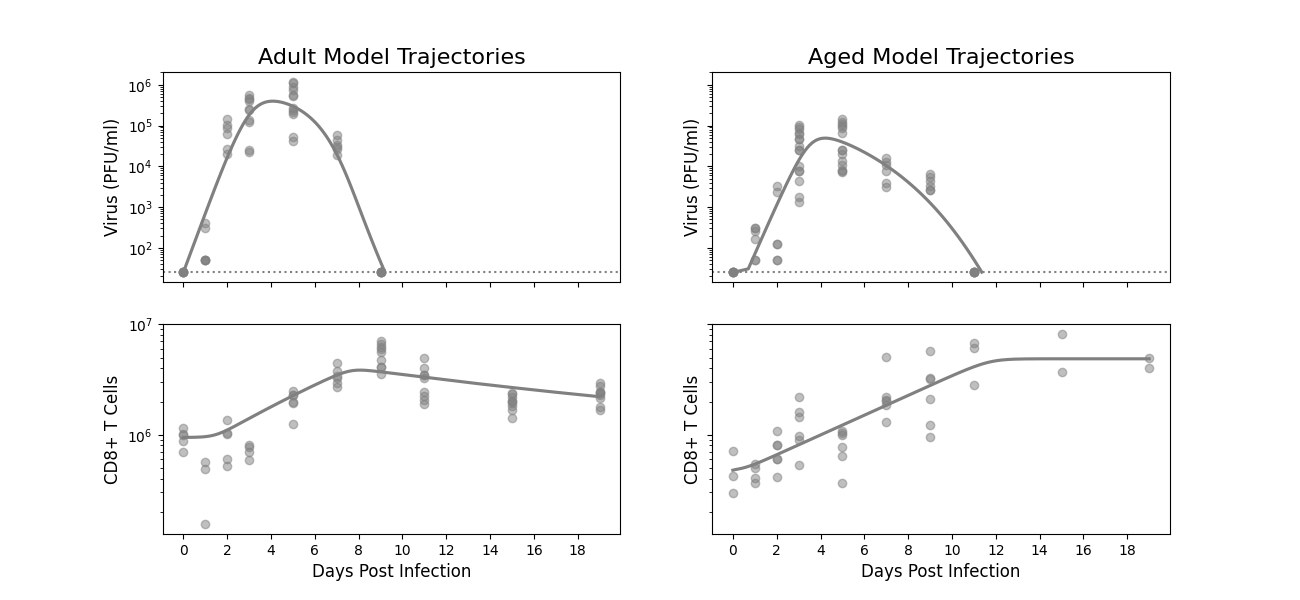 Adult Model Trajectories
Aged Model Trajectories
Virus (PFU/ml)
10^6
10^5
10^4
10^3
10^2
Virus (PFU/ml)
CD8+ T Cells
10^7
10^6
CD8+ T Cells
0 2 4 6 8 10 12 14 16 18
0 2 4 6 8 10 12 14 16 18
Days Post Infection
Days Post Infection